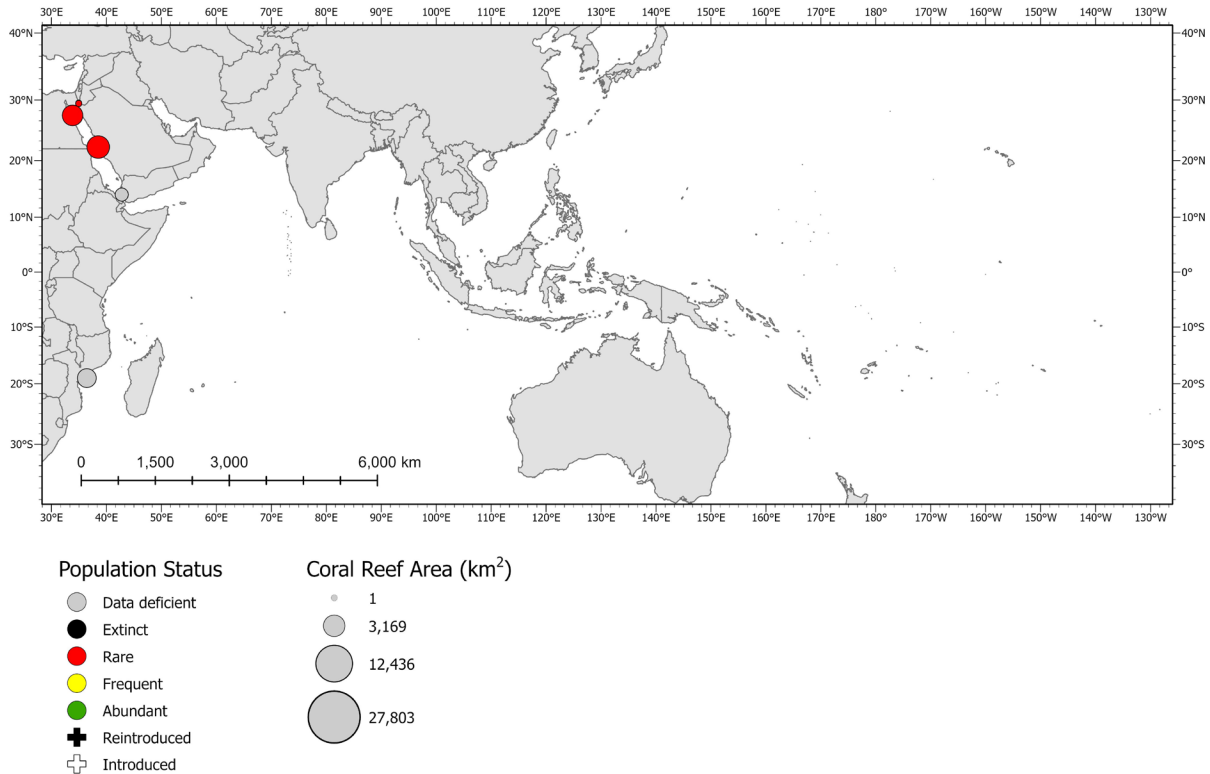 30°E 40°E 50°E 60°E 70°E 80°E 90°E 100°E 110°E 120°E 130°E 140°E 150°E 160°E 170°E 180° 170°W 160°W 150°W 140°W 130°W
40°N 40°N
30°N 30°N
20°N 20°N
10°N 10°N
0° 0°
10°S 10°S
20°S 20°S
30°S 30°S
0 1,500 3,000 6,000 km
30°E 40°E 50°E 60°E 70°E 80°E 90°E 100°E 110°E 120°E 130°E 140°E 150°E 160°E 170°E 180° 170°W 160°W 150°W 140°W 130°W
Population Status
Data deficient
Extinct
Rare
Frequent
Abundant
Reintroduced
Introduced
Coral Reef Area (km²)
1
3,169
12,436
27,803